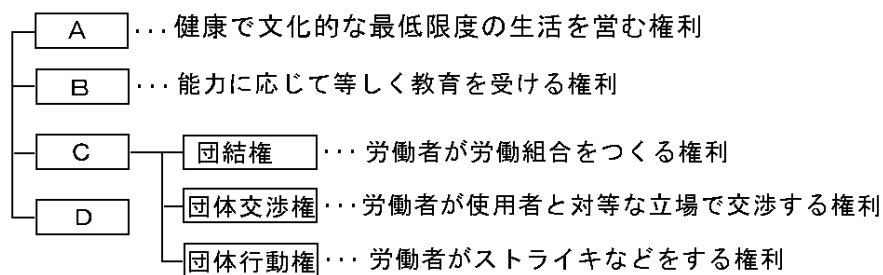 A ･･･健康で文化的な最低限度の生活を営む権利
B ･･･能力に応じて等しく教育を受ける権利
C 団結権 ･･･ 労働者が労働組合をつくる権利
D 団体交渉権 ･･･労働者が使用者と対等な立場で交渉する権利
団体行動権 ･･･ 労働者がストライキなどをする権利